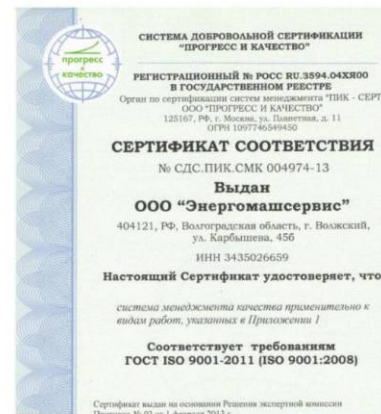 прогресс
и
качество
СИСТЕМА ДОБРОВОЛЬНОЙ СЕРТИФИКАЦИИ
"ПРОГРЕСС И КАЧЕСТВО"
РЕГИСТРАЦИОННЫЙ № РОСС RU.3594.04ХЯ00
В ГОСУДАРСТВЕННОМ РЕЕСТРЕ
Орган по сертификации систем менеджмента "ПИК - СЕРТ
ООО "ПРОГРЕСС И КАЧЕСТВО"
125167, РФ, г. Москва, ул. Планетная, д. 11
ОГРН 1097746549450
СЕРТИФИКАТ СООТВЕТСТВИЯ
№ СДС.ПИК.СМК 004974-13
Выдан
ООО "Энергомашсервис"
404121, РФ, Волгоградская область, г. Волжский,
ул. Карбышева, 45б
ИНН 3435026659
Настоящий Сертификат удостоверяет, что
система менеджмента качества применительно к
видам работ, указанных в Приложении 1
Соответствует требованиям
ГОСТ ISO 9001-2011 (ISO 9001:2008)
Сертификат выдан на основании Решения экспертной комиссии